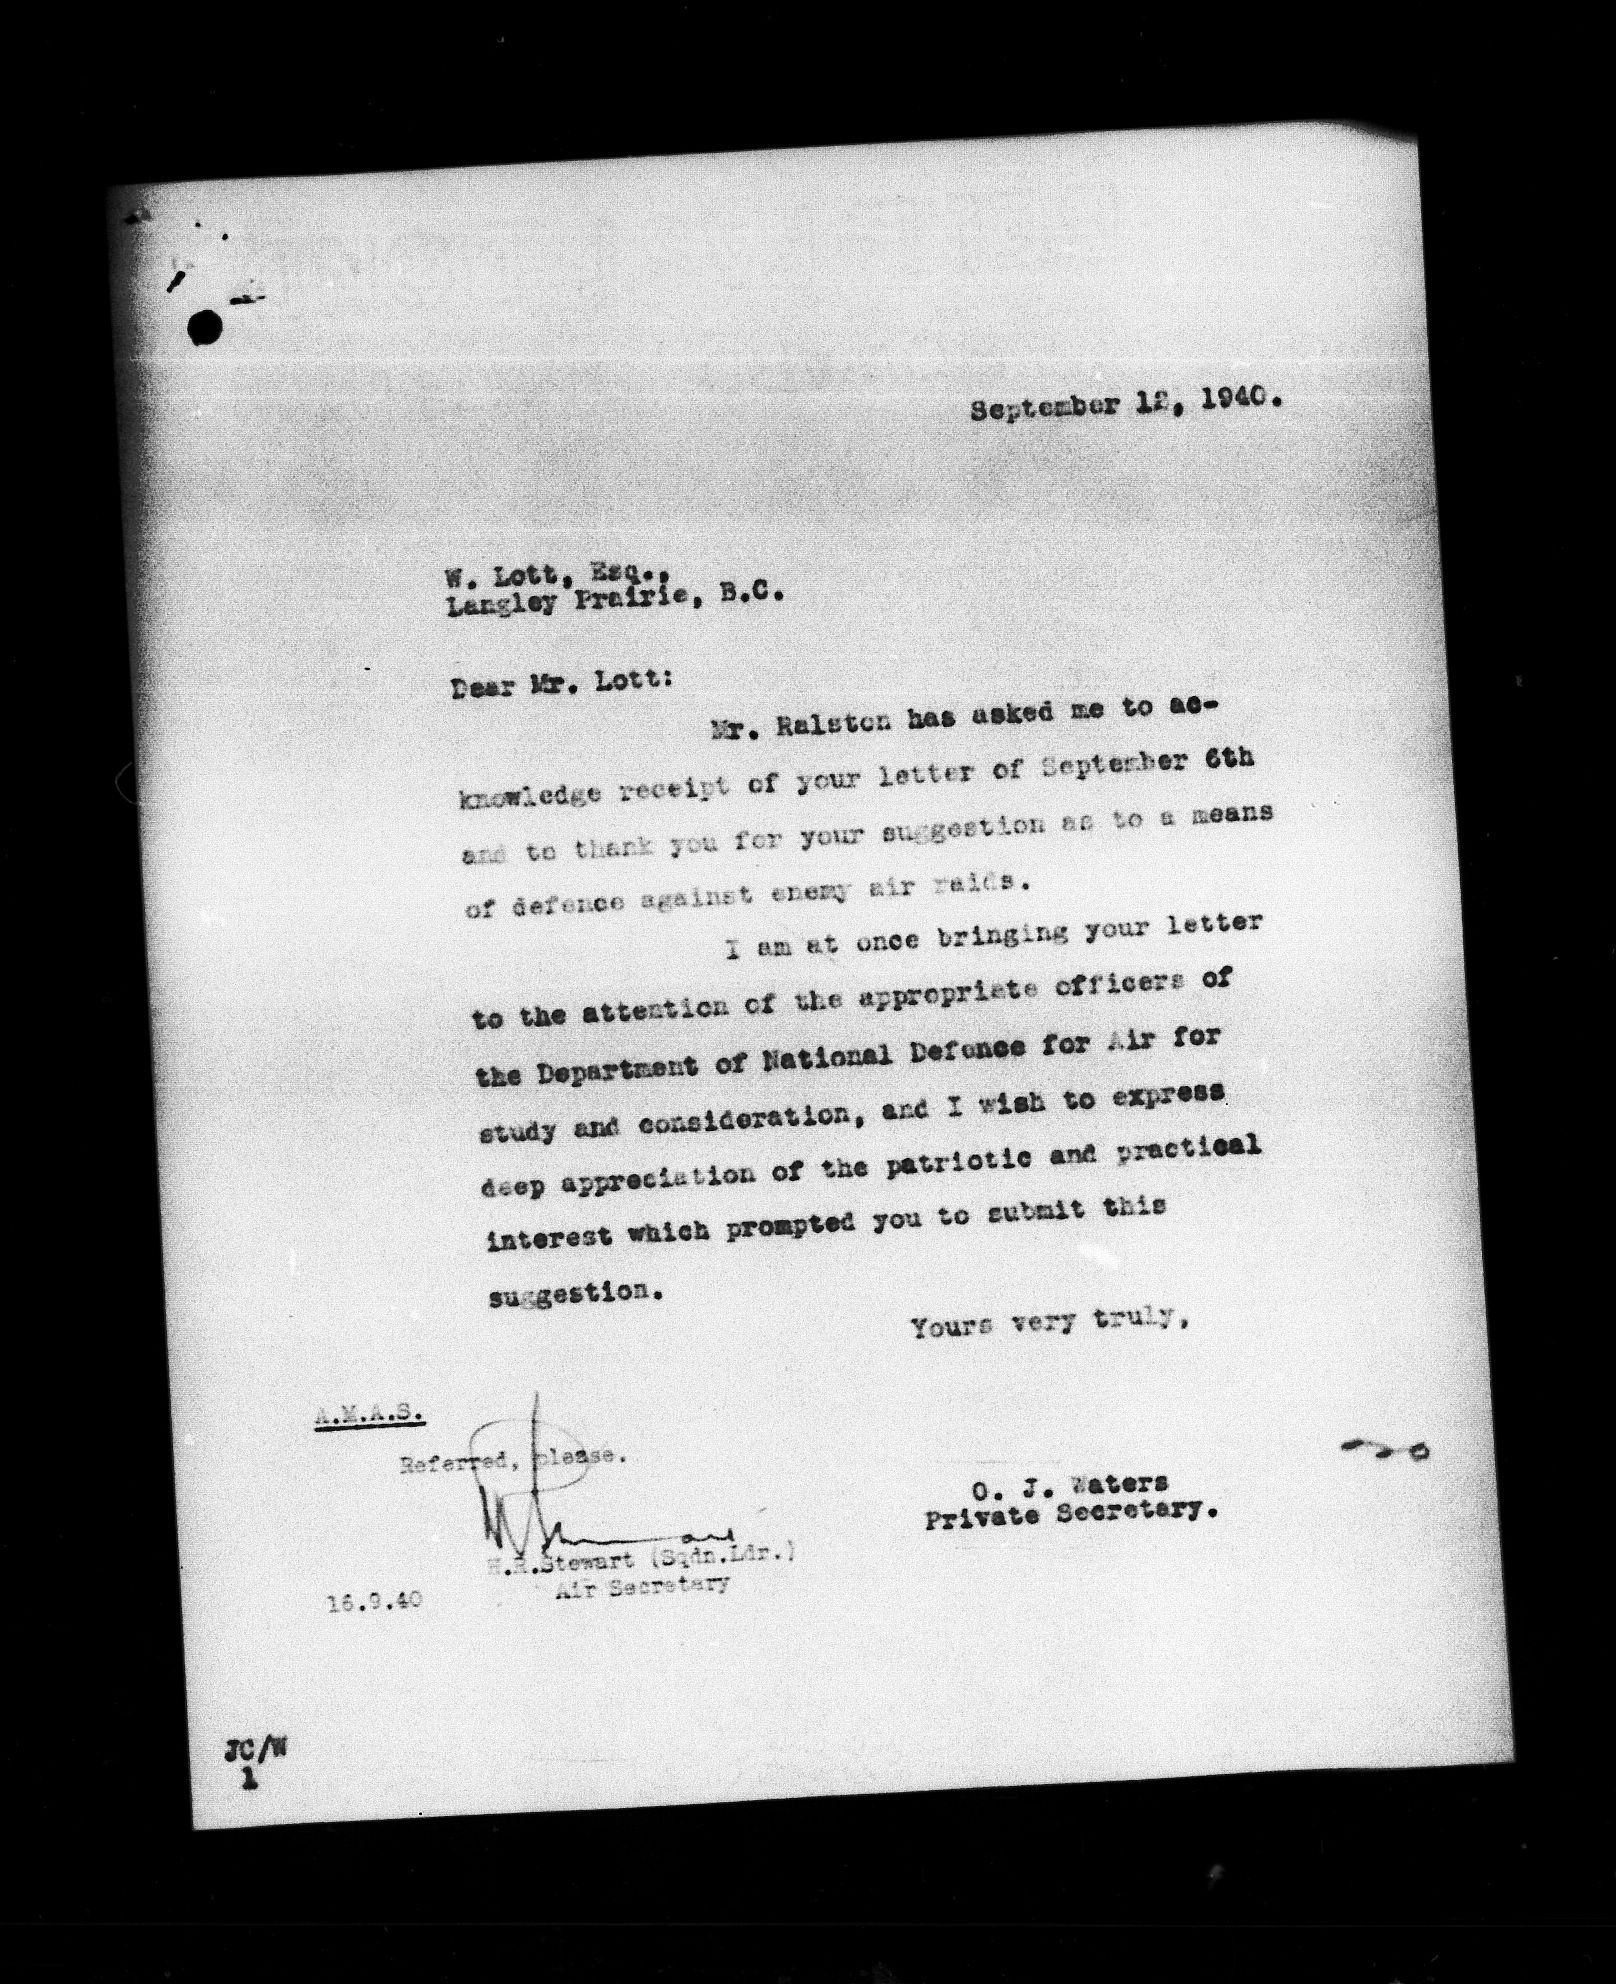 September 12, 1940.
W. Lott, Esq.,
Langley Prairie, B.C.
Dear Mr. Lott:
Mr. Ralston has asked me to ac-
knowledge receipt of your letter of September 6th
and to thank you for your suggestion as to a means
of defence against enemy air raids.
I am at once bringing your letter
to the attention of the appropriate officers of
the Department of National Defence for Air for
study and consideration, and I wish to express
deep appreciation of the patriotic and practical
interest which prompted you to submit this
suggestion.
Yours very truly,
A.M.A.S.
Referred, please.
O. J. Waters
Private Secretary.
H.R.Stewart (Sqdn.Ldr.)
Air Secretary
16.9.40
JC/W
1